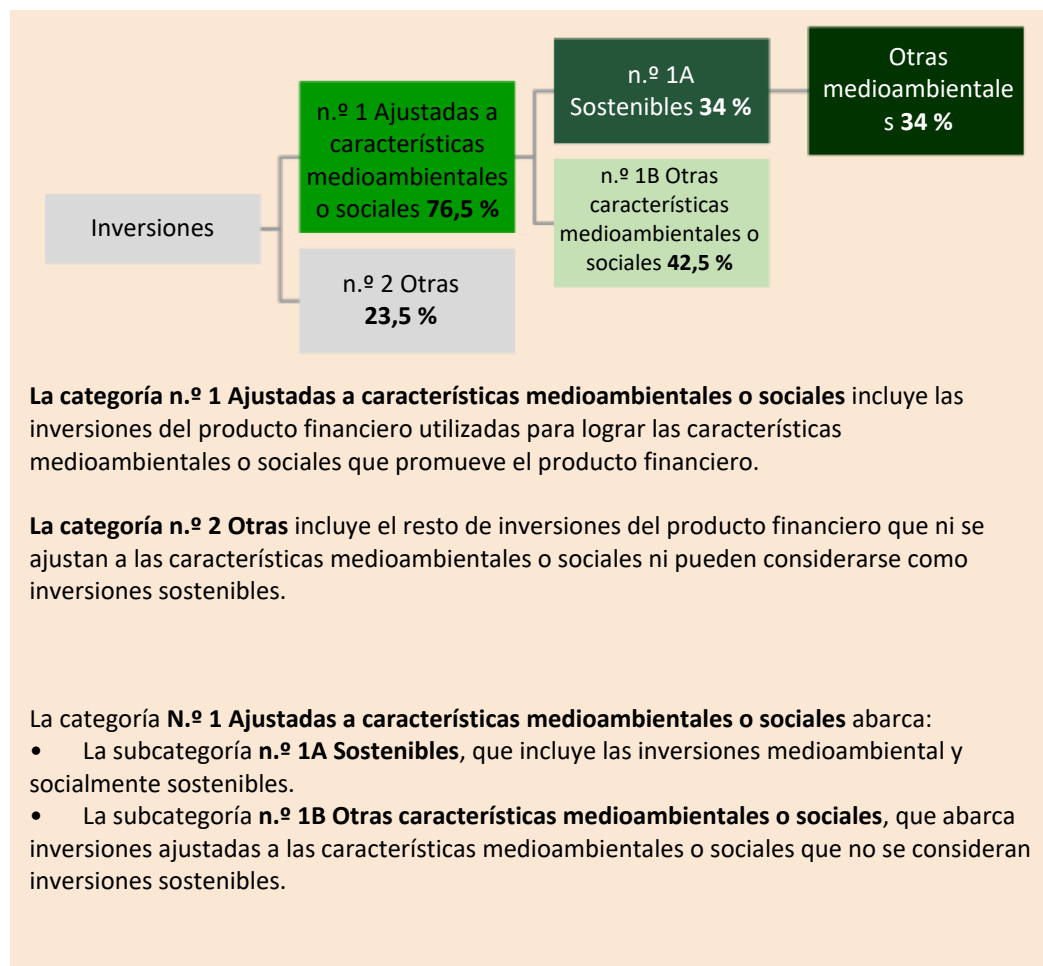 Inversiones
n.º 1 Ajustadas a
características
medioambientales
o sociales 76,5 %
n.º 2 Otras
23,5 %
n.º 1A
Sostenibles 34 %
n.º 1B Otras
características
medioambientales o
sociales 42,5 %
Otras
medioambientale
s 34 %
La categoría n.º 1 Ajustadas a características medioambientales o sociales incluye las
inversiones del producto financiero utilizadas para lograr las características
medioambientales o sociales que promueve el producto financiero.
La categoría n.º 2 Otras incluye el resto de inversiones del producto financiero que ni se
ajustan a las características medioambientales o sociales ni pueden considerarse como
inversiones sostenibles.
La categoría N.º 1 Ajustadas a características medioambientales o sociales abarca:
• La subcategoría n.º 1A Sostenibles, que incluye las inversiones medioambiental y
socialmente sostenibles.
• La subcategoría n.º 1B Otras características medioambientales o sociales, que abarca
inversiones ajustadas a las características medioambientales o sociales que no se consideran
inversiones sostenibles.